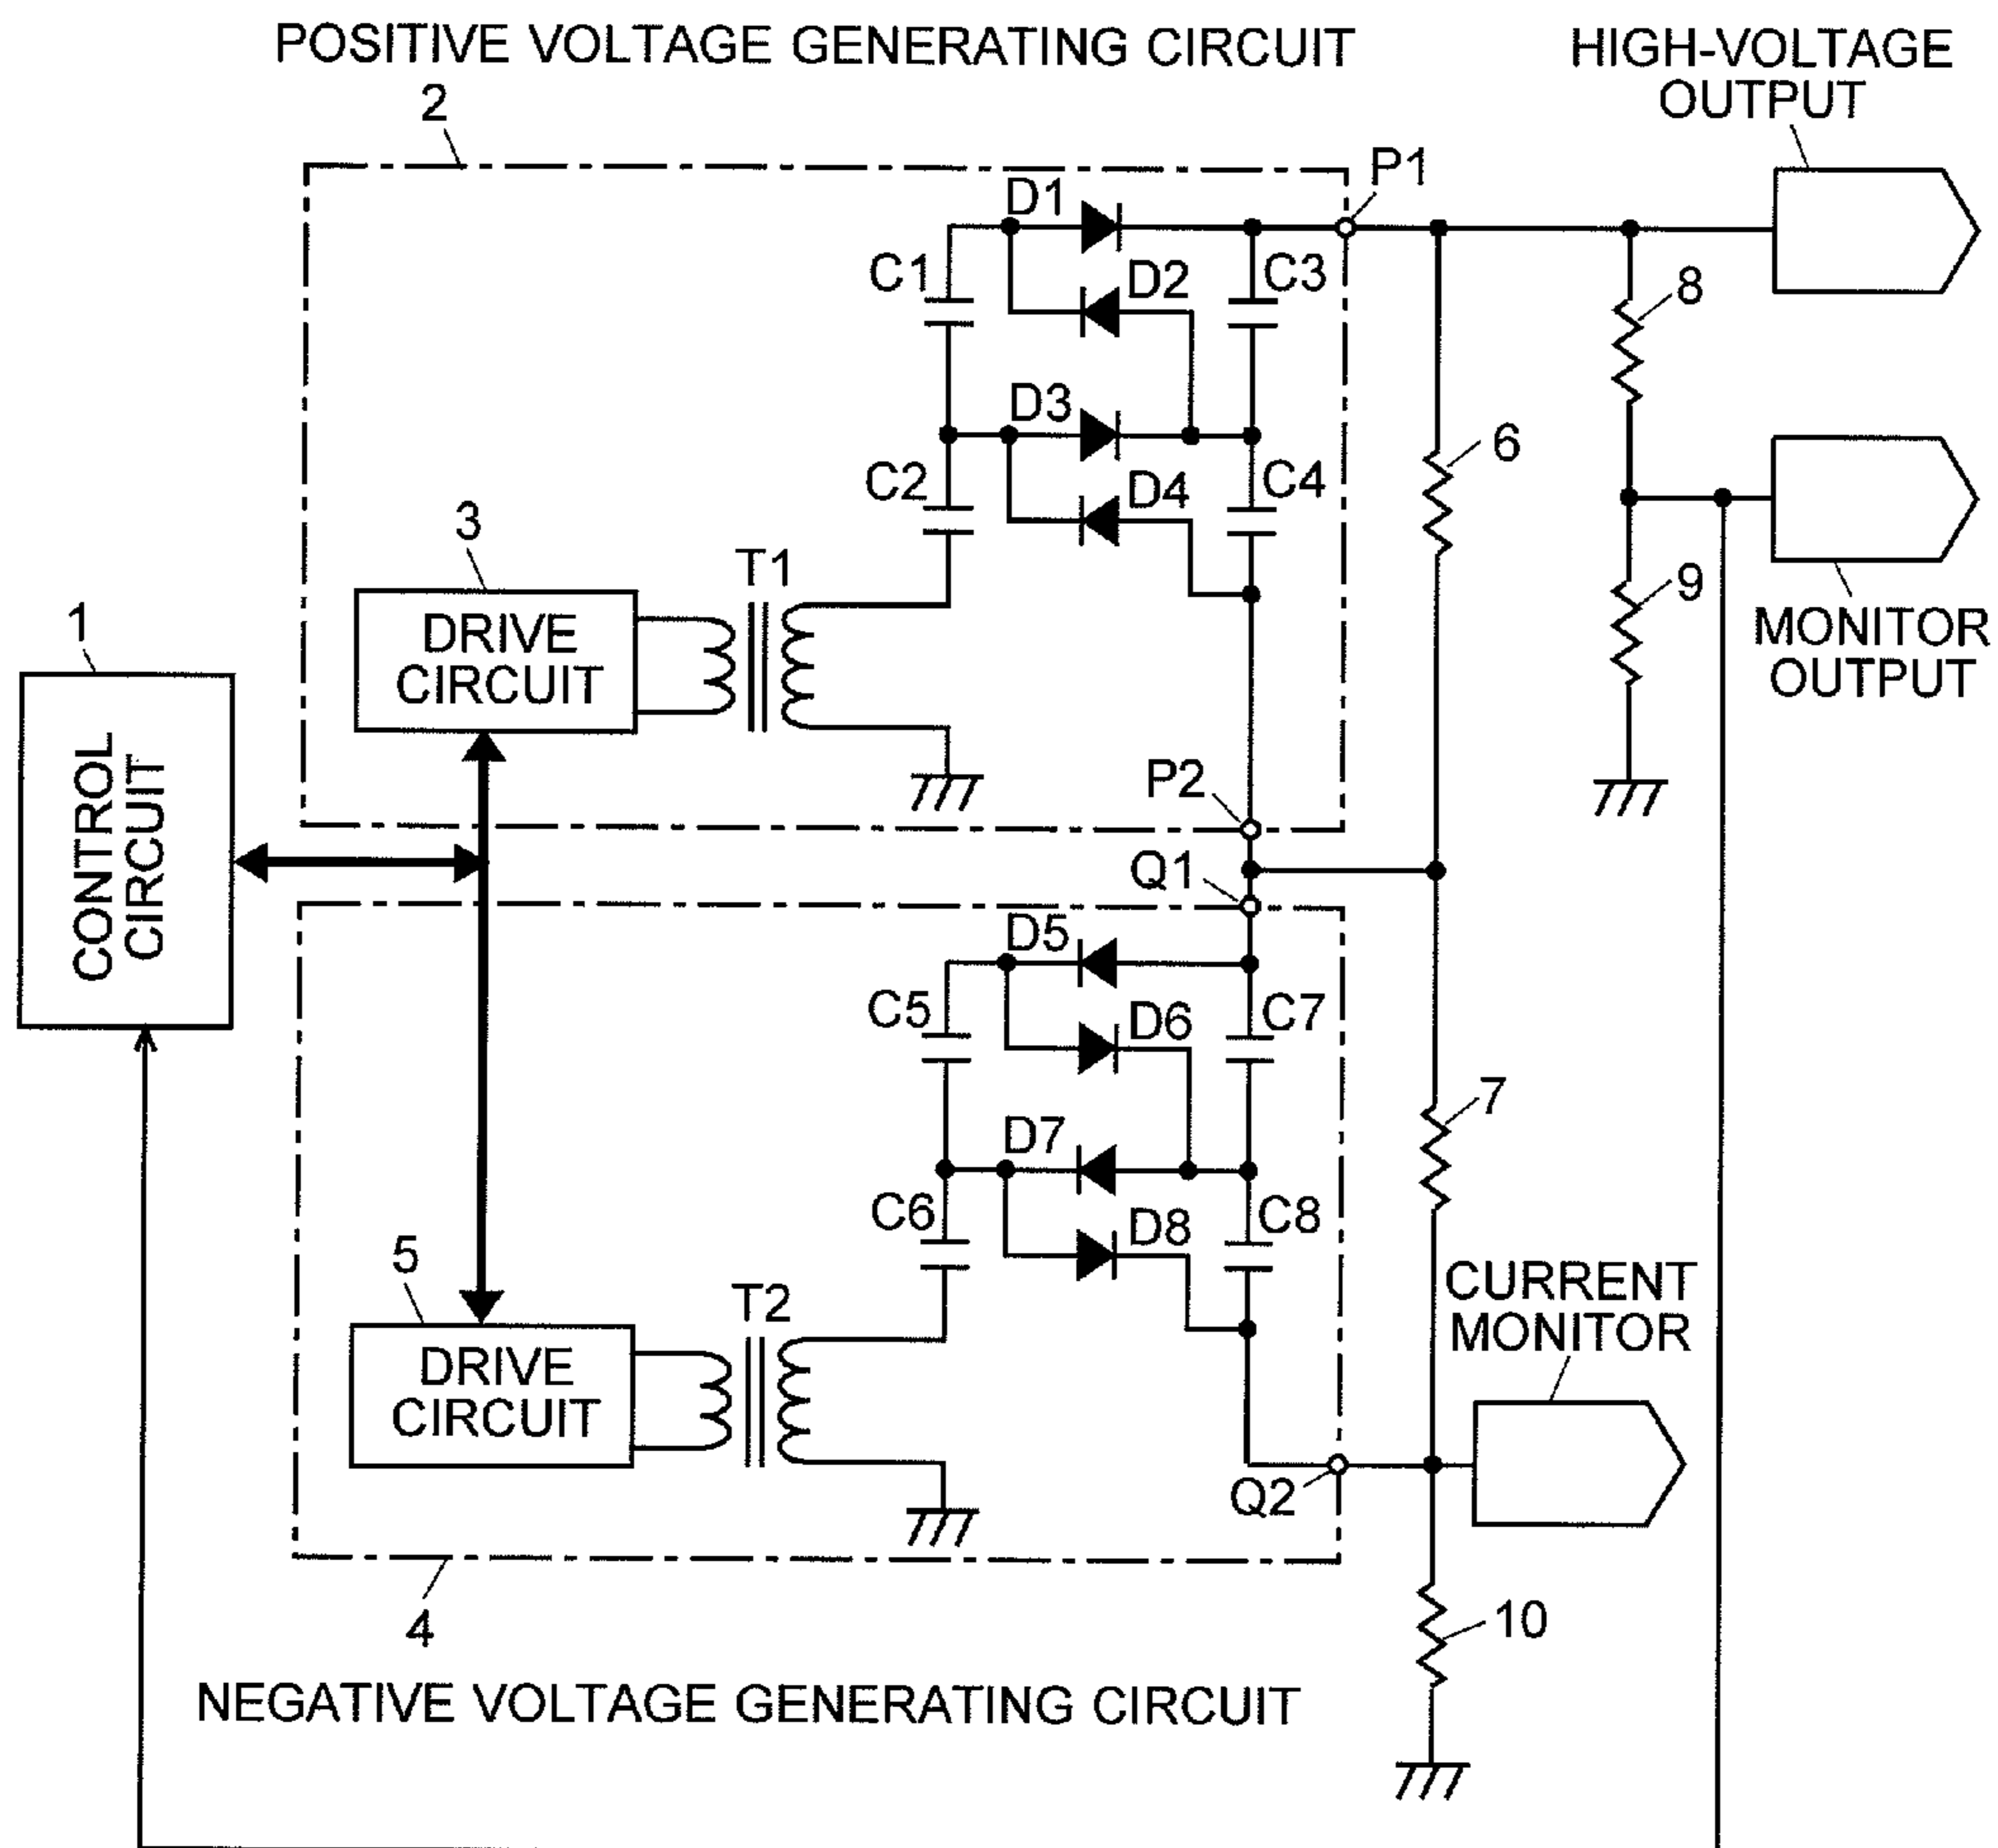 POSITIVE VOLTAGE GENERATING CIRCUIT
2
HIGH-VOLTAGE
OUTPUT
P1
D1
C1
D2
C3
8
D3
6
C2
D4
C4
3
T1
DRIVE
CIRCUIT
9
MONITOR
OUTPUT
1
CONTROL
CIRCUIT
P2
Q1
D5
C5
D6
C7
D7
7
C6
D8
C8
5
T2
DRIVE
CIRCUIT
CURRENT
MONITOR
Q2
4
10
NEGATIVE VOLTAGE GENERATING CIRCUIT